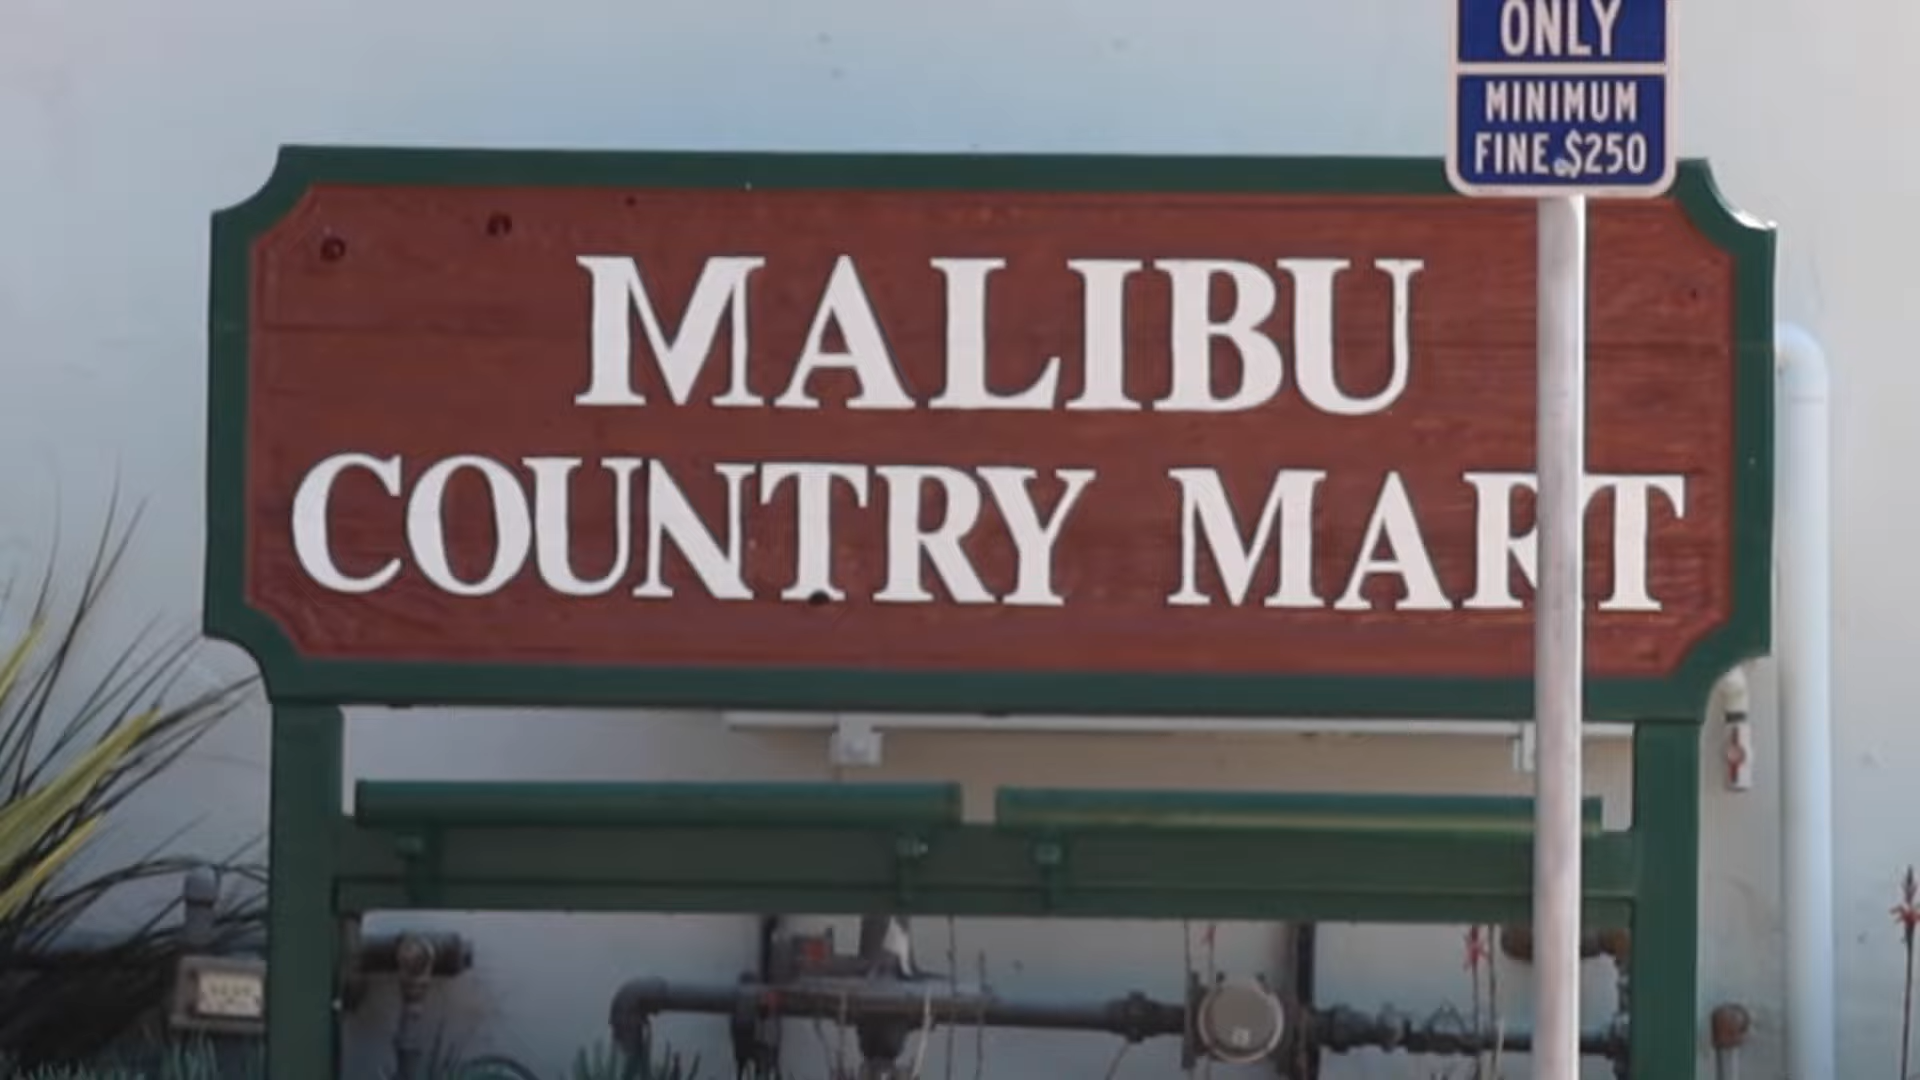 ONLY
MINIMUM
FINE $250
MALIBU
COUNTRY MART